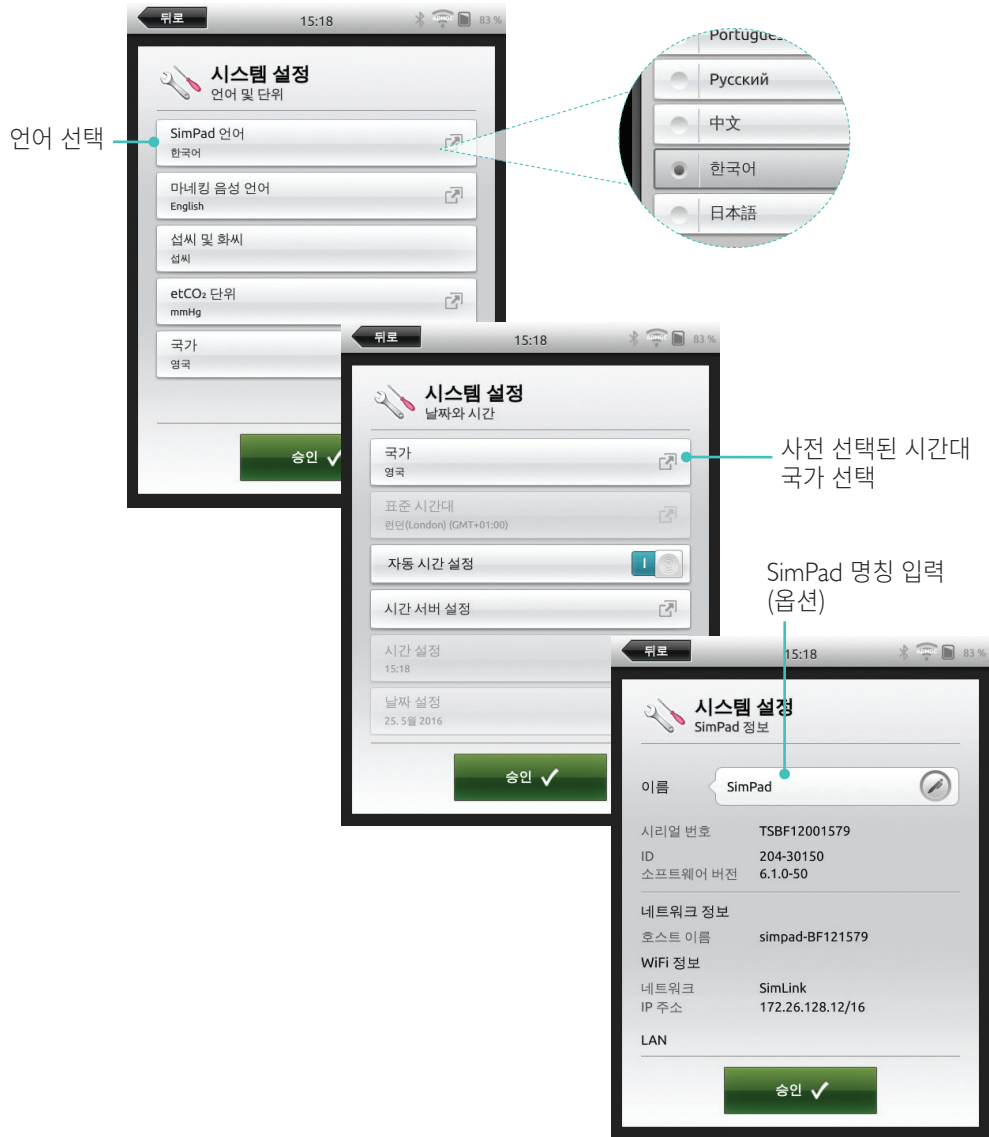 뒤로
15:18
83 %
시스템 설정
언어 및 단위
언어 선택
SimPad 언어
한국어
마네킹 음성 언어
English
섭씨 및 화씨
섭씨
etCO₂ 단위
mmHg
국가
영국
승인
Русский
中文
한국어
日本語
뒤로
15:18
83 %
시스템 설정
날짜와 시간
국가
영국
사전 선택된 시간대
국가 선택
표준 시간대
런던(London) (GMT+01:00)
자동 시간 설정
시간 서버 설정
시간 설정
15:18
날짜 설정
25. 5월 2016
승인
SimPad 명칭 입력
(옵션)
뒤로
15:18
83 %
시스템 설정
SimPad 정보
이름 SimPad
시리얼 번호 TSBF12001579
ID 204-30150
소프트웨어 버전 6.1.0-50
네트워크 정보
호스트 이름 simpad-BF121579
WiFi 정보
네트워크 SimLink
IP 주소 172.26.128.12/16
LAN
승인